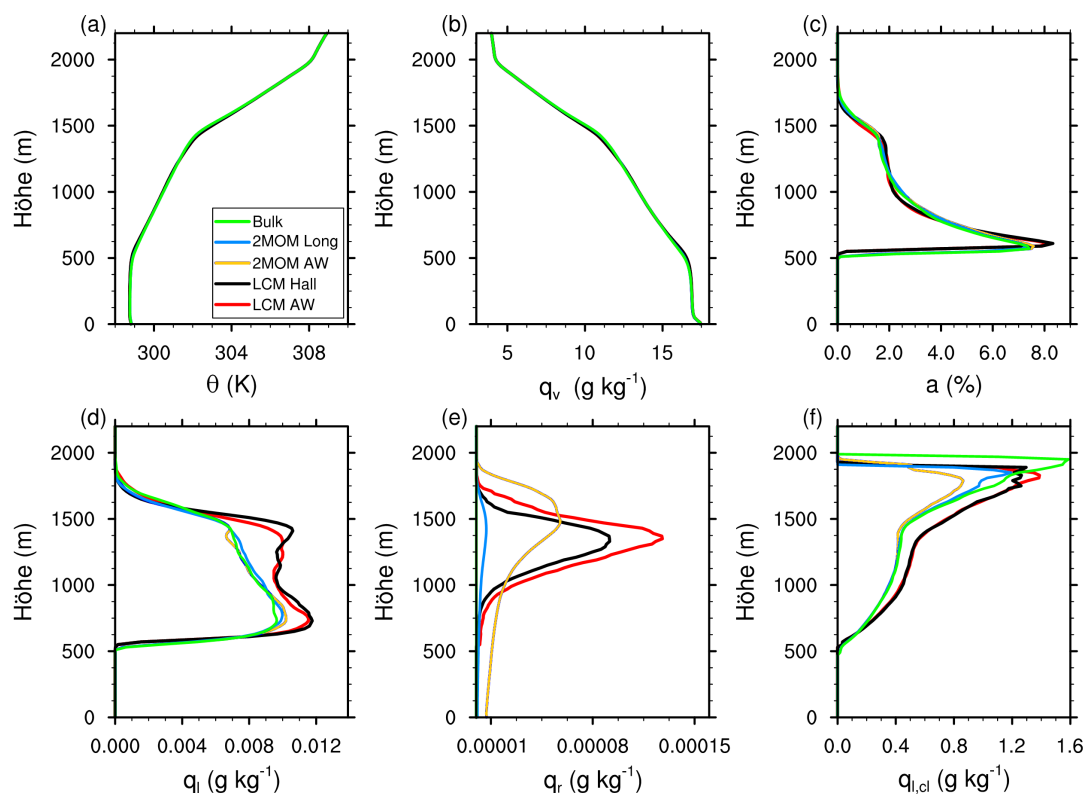 (a)
(b)
(c)
Höhe (m)
2000
1500
1000
500
0
300
304
308
θ (K)
Bulk
2MOM Long
2MOM AW
LCM Hall
LCM AW
Höhe (m)
2000
1500
1000
500
0
5
10
15
qv (g kg-1)
Höhe (m)
2000
1500
1000
500
0
0.0
2.0
4.0
6.0
8.0
a (%)
(d)
(e)
(f)
Höhe (m)
2000
1500
1000
500
0
0.000
0.004
0.008
0.012
ql (g kg-1)
Höhe (m)
2000
1500
1000
500
0
0.00001
0.00008
0.00015
qr (g kg-1)
Höhe (m)
2000
1500
1000
500
0
0.0
0.4
0.8
1.2
1.6
ql,cl (g kg-1)